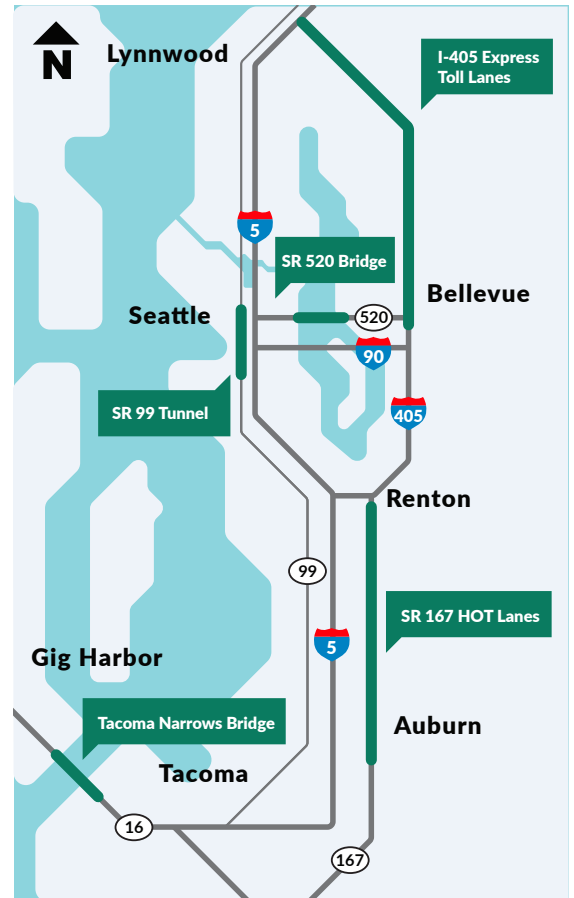 Lynnwood
N
I-405 Express
Toll Lanes
5
SR 520 Bridge
Bellevue
Seattle
520
90
SR 99 Tunnel
405
Renton
99
SR 167 HOT Lanes
5
Gig Harbor
Tacoma Narrows Bridge
Auburn
Tacoma
16
167